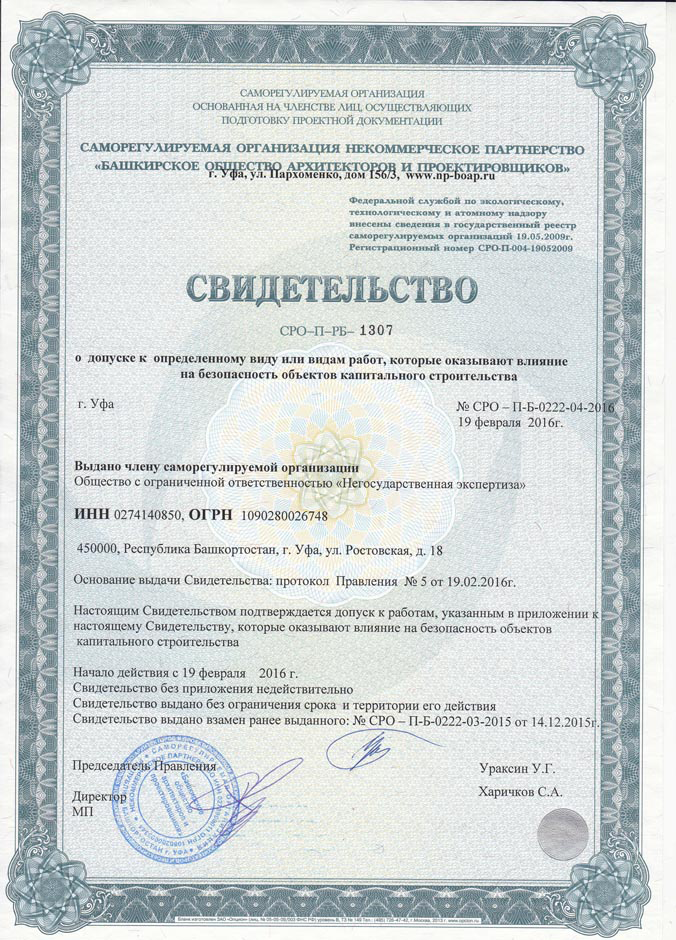 САМОРЕГУЛИРУЕМАЯ ОРГАНИЗАЦИЯ
ОСНОВАННАЯ НА ЧЛЕНСТВЕ ЛИЦ, ОСУЩЕСТВЛЯЮЩИХ
ПОДГОТОВКУ ПРОЕКТНОЙ ДОКУМЕНТАЦИИ
САМОРЕГУЛИРУЕМАЯ ОРГАНИЗАЦИЯ НЕКОММЕРЧЕСКОЕ ПАРТНЕРСТВО
«БАШКИРСКОЕ ОБЩЕСТВО АРХИТЕКТОРОВ И ПРОЕКТИРОВЩИКОВ»
г. Уфа, ул. Пархоменко, дом 156/3, www.np-boap.ru
Федеральной службой по экологическому,
технологическому и атомному надзору
внесены сведения в государственный реестр
саморегулируемых организаций 19.05.2009г.
Регистрационный номер СРО-П-004-19052009
СВИДЕТЕЛЬСТВО
СРО–П–РБ– 1307
о допуске к определенному виду или видам работ, которые оказывают влияние
на безопасность объектов капитального строительства
г. Уфа
№ СРО – П-Б-0222-04-2016
19 февраля 2016г.
Выдано члену саморегулируемой организации
Общество с ограниченной ответственностью «Негосударственная экспертиза»
ИНН 0274140850, ОГРН 1090280026748
450000, Республика Башкортостан, г. Уфа, ул. Ростовская, д. 18
Основание выдачи Свидетельства: протокол Правления № 5 от 19.02.2016г.
Настоящим Свидетельством подтверждается допуск к работам, указанным в приложении к
настоящему Свидетельству, которые оказывают влияние на безопасность объектов
капитального строительства
Начало действия с 19 февраля 2016 г.
Свидетельство без приложения недействительно
Свидетельство выдано без ограничения срока и территории его действия
Свидетельство выдано взамен ранее выданного: № СРО – П-Б-0222-03-2015 от 14.12.2015г.
Председатель Правления
Ураксин У.Г.
Директор
Харичков С.А.
МП